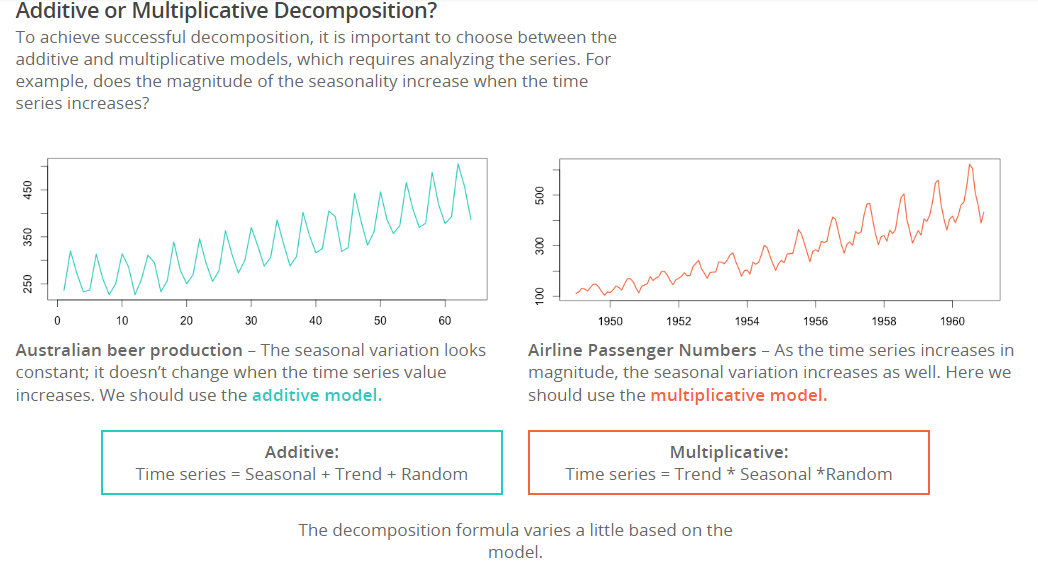 Additive or Multiplicative Decomposition?
To achieve successful decomposition, it is important to choose between the
additive and multiplicative models, which requires analyzing the series. For
example, does the magnitude of the seasonality increase when the time
series increases?
450
350
250
0 10 20 30 40 50 60
500
300
100
1950 1952 1954 1956 1958 1960
Australian beer production – The seasonal variation looks
constant; it doesn’t change when the time series value
increases. We should use the additive model.
Airline Passenger Numbers – As the time series increases in
magnitude, the seasonal variation increases as well. Here we
should use the multiplicative model.
Additive:
Time series = Seasonal + Trend + Random
Multiplicative:
Time series = Trend * Seasonal *Random
The decomposition formula varies a little based on the
model.